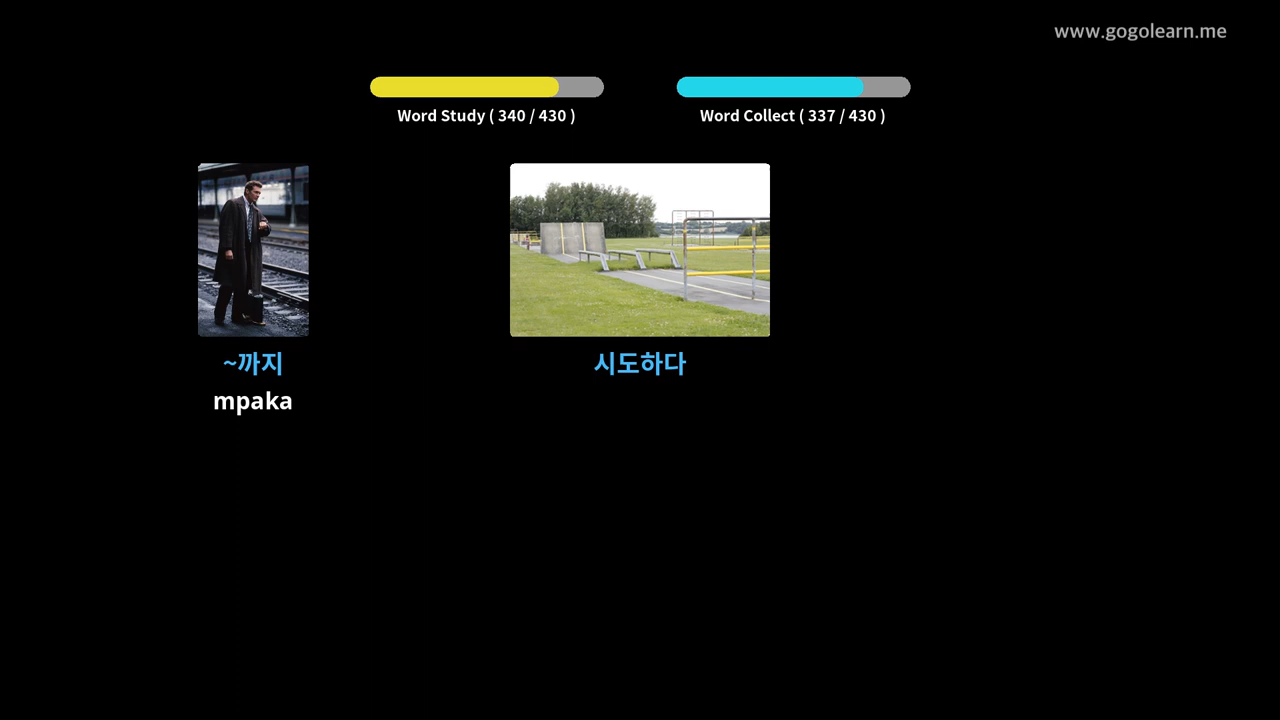 www.gogolearn.me
Word Study ( 340 / 430 )
Word Collect ( 337 / 430 )
~까지
시도하다
mpaka